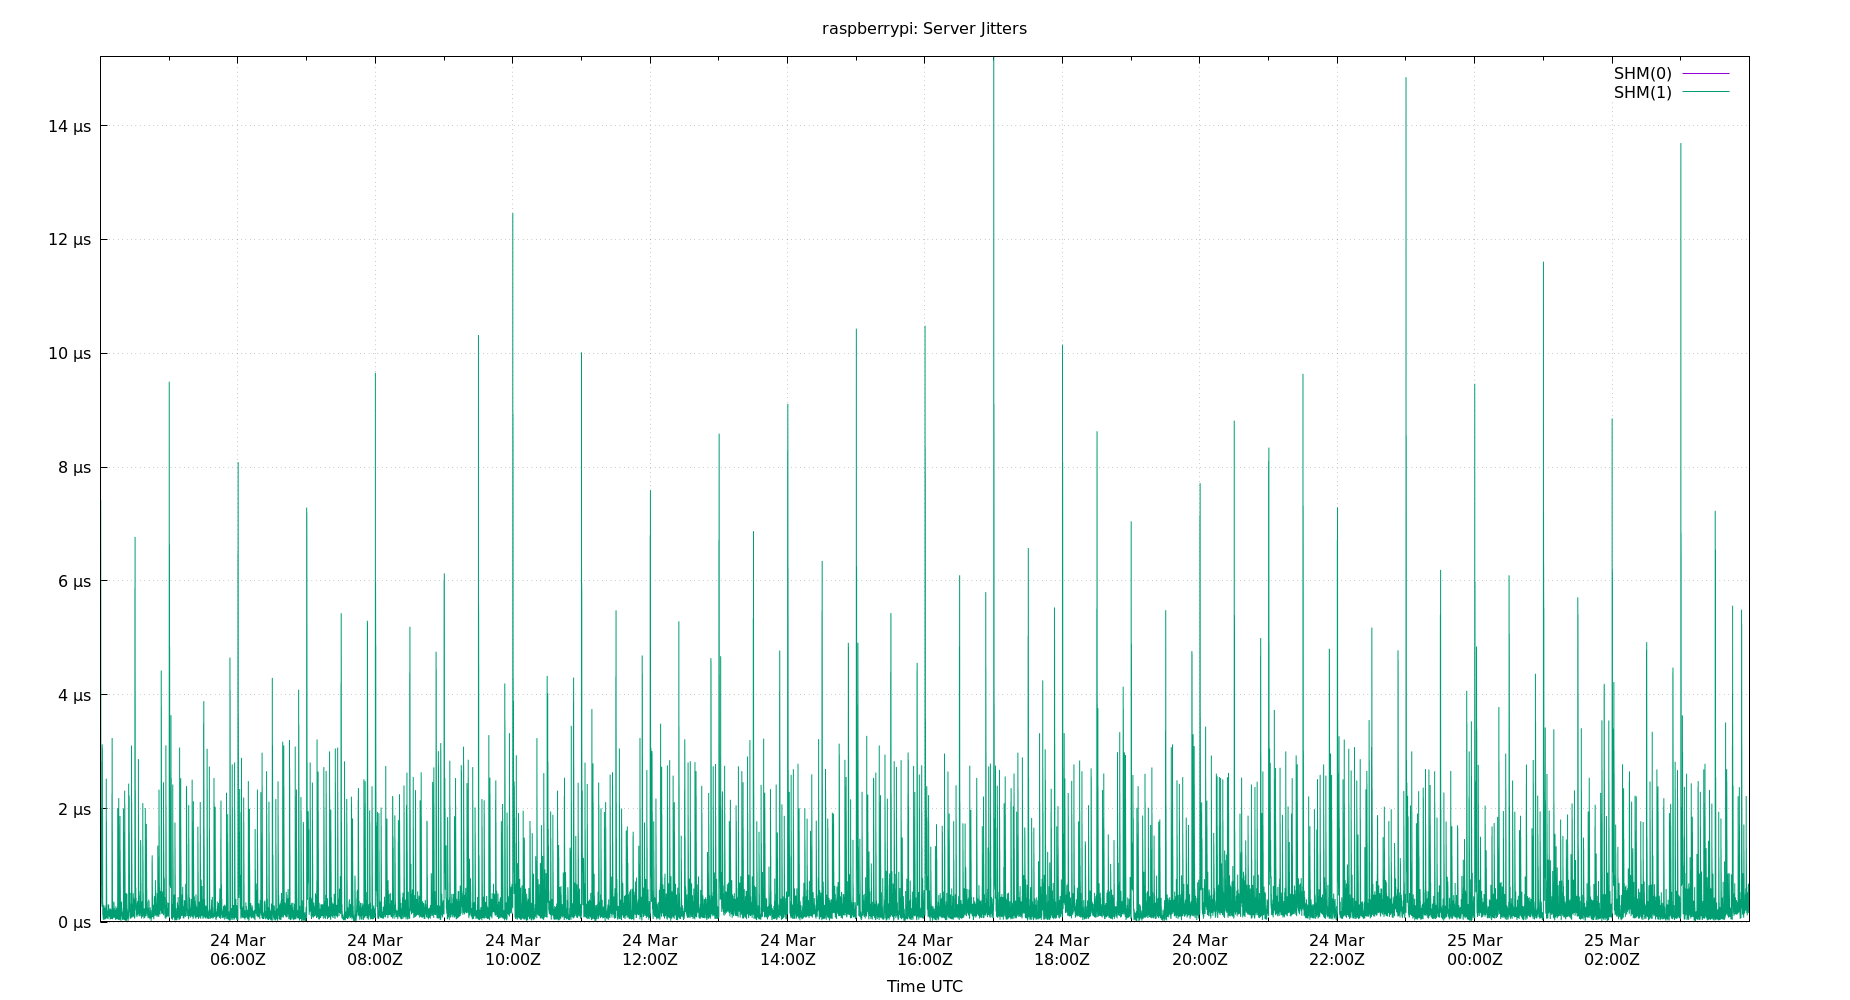 raspberrypi: Server Jitters
SHM(0)
SHM(1)
14 µs
12 µs
10 µs
8 µs
6 µs
4 µs
2 µs
0 µs
24 Mar 24 Mar 24 Mar 24 Mar 24 Mar 24 Mar 24 Mar 24 Mar 24 Mar 25 Mar 25 Mar
06:00Z 08:00Z 10:00Z 12:00Z 14:00Z 16:00Z 18:00Z 20:00Z 22:00Z 00:00Z 02:00Z
Time UTC